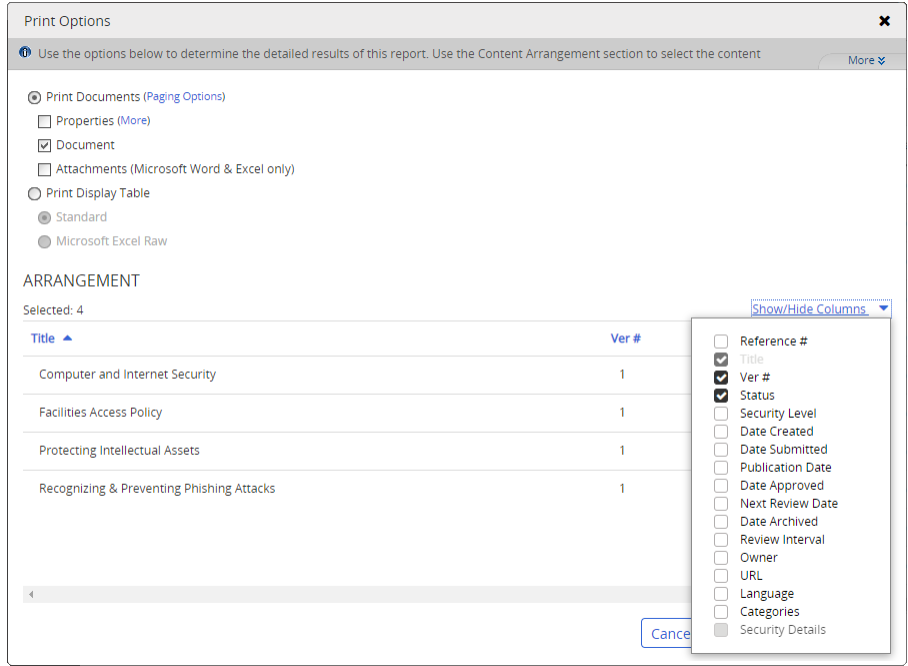 Print Options
Use the options below to determine the detailed results of this report. Use the Content Arrangement section to select the content
More
Print Documents (Paging Options)
Properties (More)
Document
Attachments (Microsoft Word & Excel only)
Print Display Table
Standard
Microsoft Excel Raw
ARRANGEMENT
Selected: 4
Show/Hide Columns
Title Ver #
Computer and Internet Security 1
Facilities Access Policy 1
Protecting Intellectual Assets 1
Recognizing & Preventing Phishing Attacks 1
Reference #
Title
Ver #
Status
Security Level
Date Created
Date Submitted
Publication Date
Date Approved
Next Review Date
Date Archived
Review Interval
Owner
URL
Language
Categories
Security Details
Cance